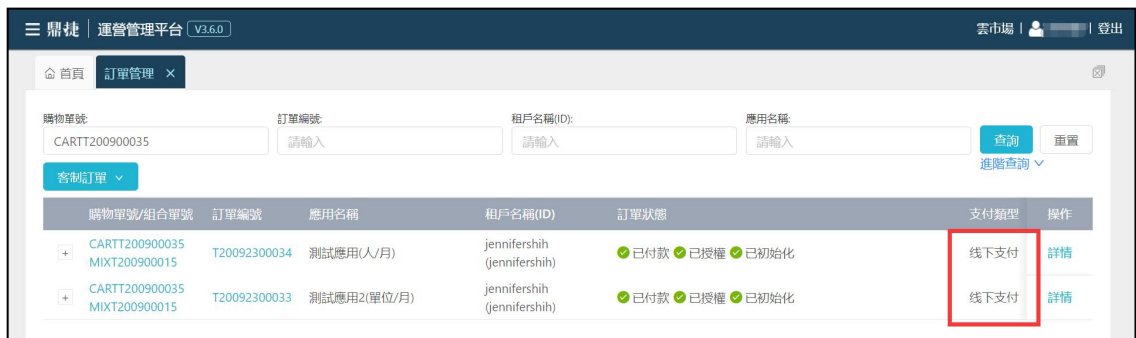 鼎捷 運營管理平台 V3.6.0 雲市場 登出
首頁 訂單管理
購物單號: 訂單編號: 租戶名稱(ID): 應用名稱:
CARTT200900035 請輸入 請輸入 請輸入 查詢 重置
進階查詢
客制訂單
購物單號/組合單號 訂單編號 應用名稱 租戶名稱(ID) 訂單狀態 支付類型 操作
CARTT200900035 jennifershih
T20092300034 測試應用(人/月) 已付款 已授權 已初始化 线下支付 詳情
MIXT200900015 (jennifershih)
CARTT200900035 jennifershih
T20092300033 測試應用2(單位/月) 已付款 已授權 已初始化 线下支付 詳情
MIXT200900015 (jennifershih)